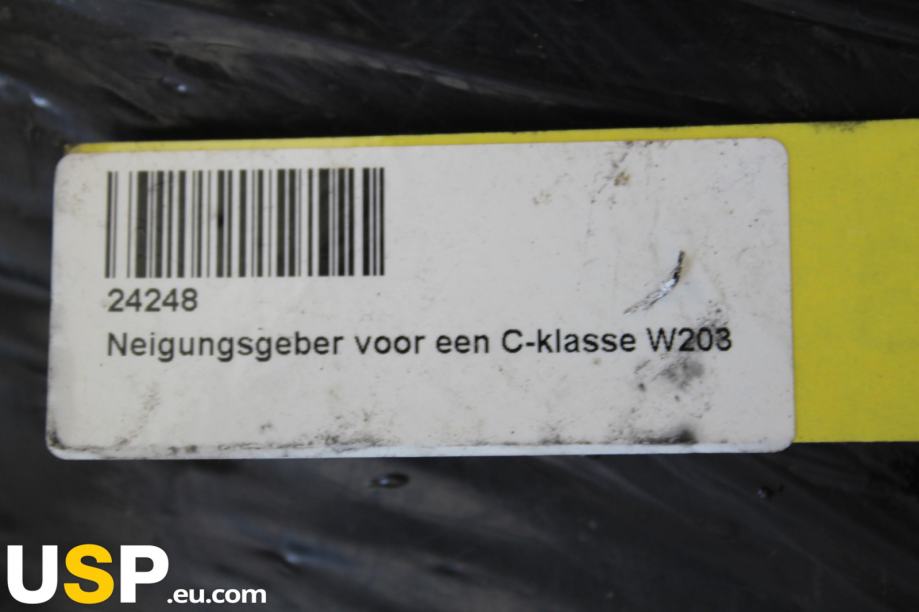 24248
Neigungsgeber voor een C-klasse W203
USP.eu.com